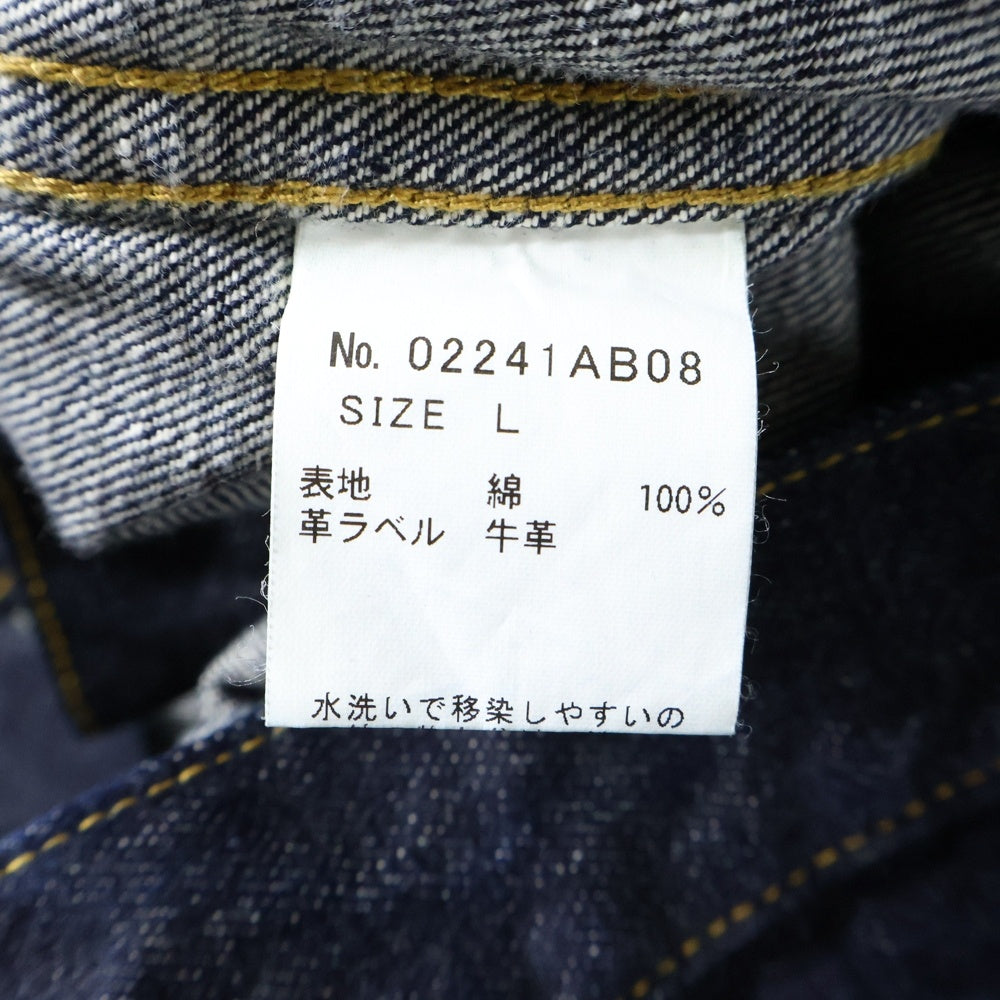 No. 02241AB08
SIZE L
表地 綿 100%
革ラベル 牛革
水洗いで移染しやすいの